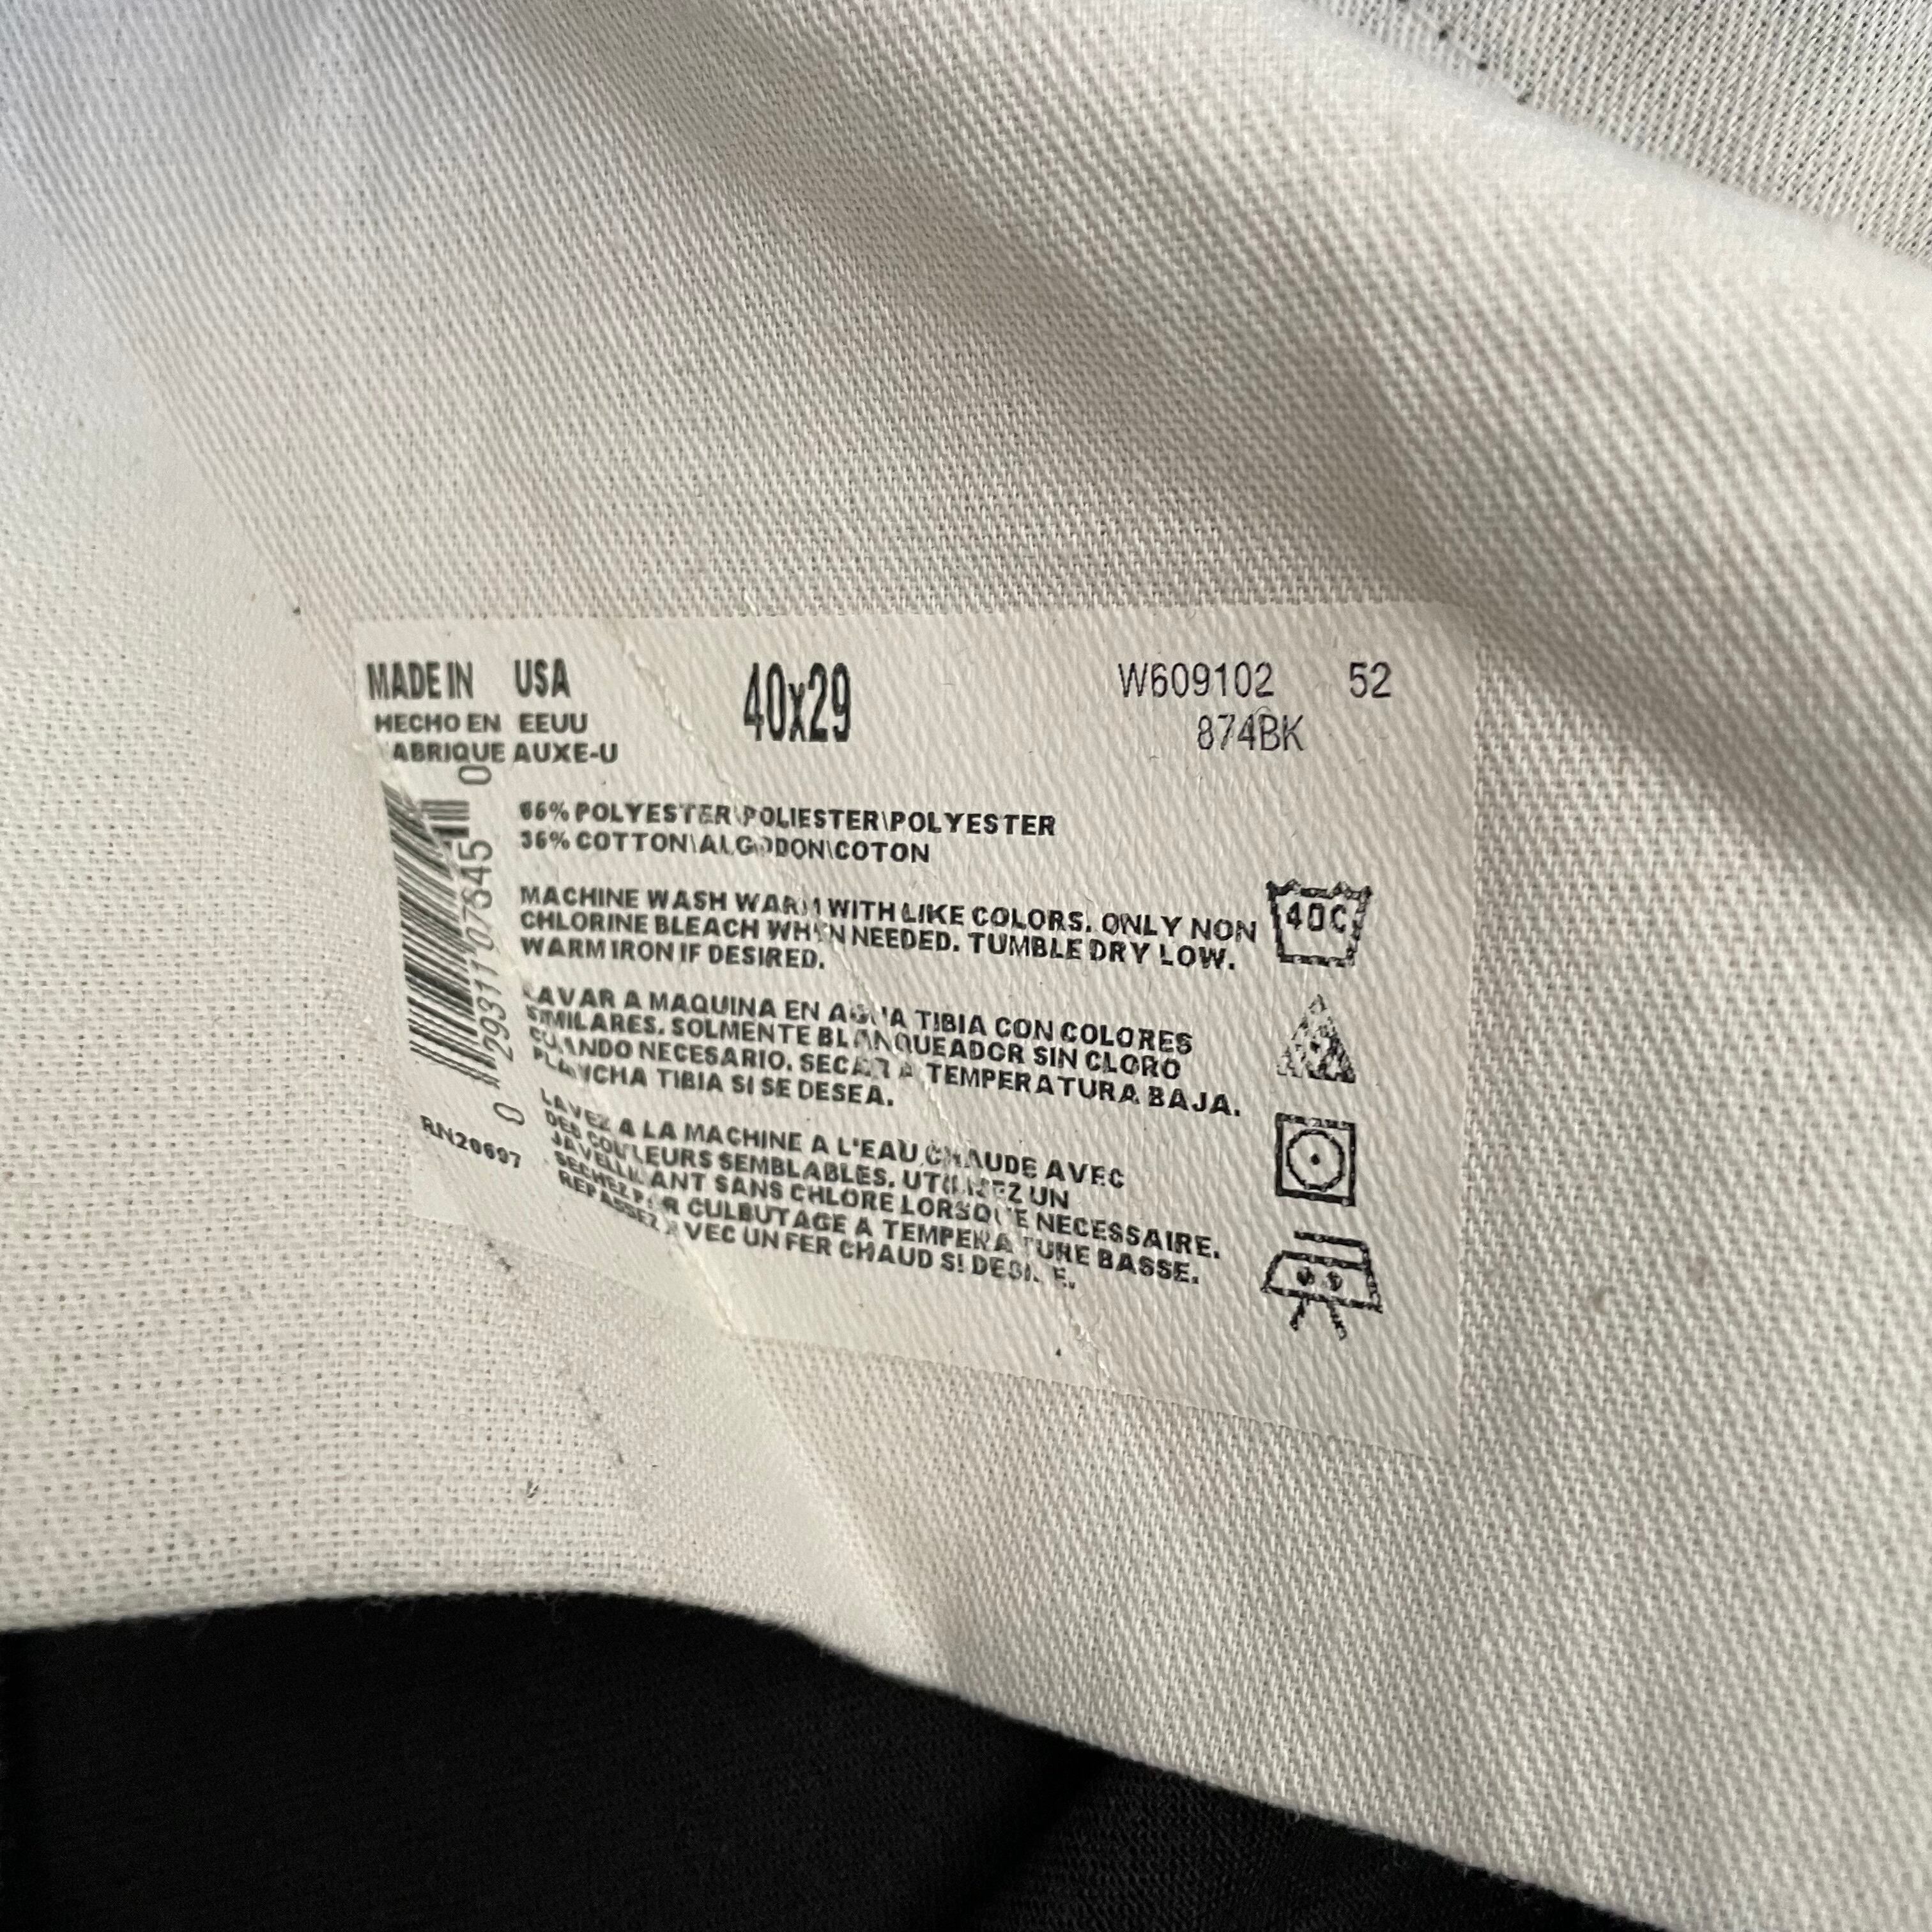 MADE IN USA
HECHO EN EEUU
ABRIQUE AUXE-U
40x29
W609102 52
874BK
0 29311 07645 0
RN20697
COTTON\ALGODON\COTON
POLYESTER\POLIESTER\POLYESTER
MACHINE WASH WARM WITH LIKE COLORS. ONLY NON
CHLORINE BLEACH WHEN NEEDED. TUMBLE DRY LOW.
WARM IRON IF DESIRED.
40C
LAVAR A MAQUINA EN AGUA TIBIA CON COLORES
SIMILARES. SOLMENTE BLANQUEADOR SIN CLORO
CUANDO NECESARIO. SECAR A TEMPERATURA BAJA.
PLANCHA TIBIA SI SE DESEA.
LAVEZ A LA MACHINE A L'EAU CHAUDE AVEC
DES COULEURS SEMBLABLES. UTILISEZ UN
JAVELLISANT SANS CHLORE LORSQUE NECESSAIRE.
SECHEZ PAR CULBUTAGE A TEMPERATURE BASSE.
REPASSEZ AVEC UN FER CHAUD SI DESIRE.